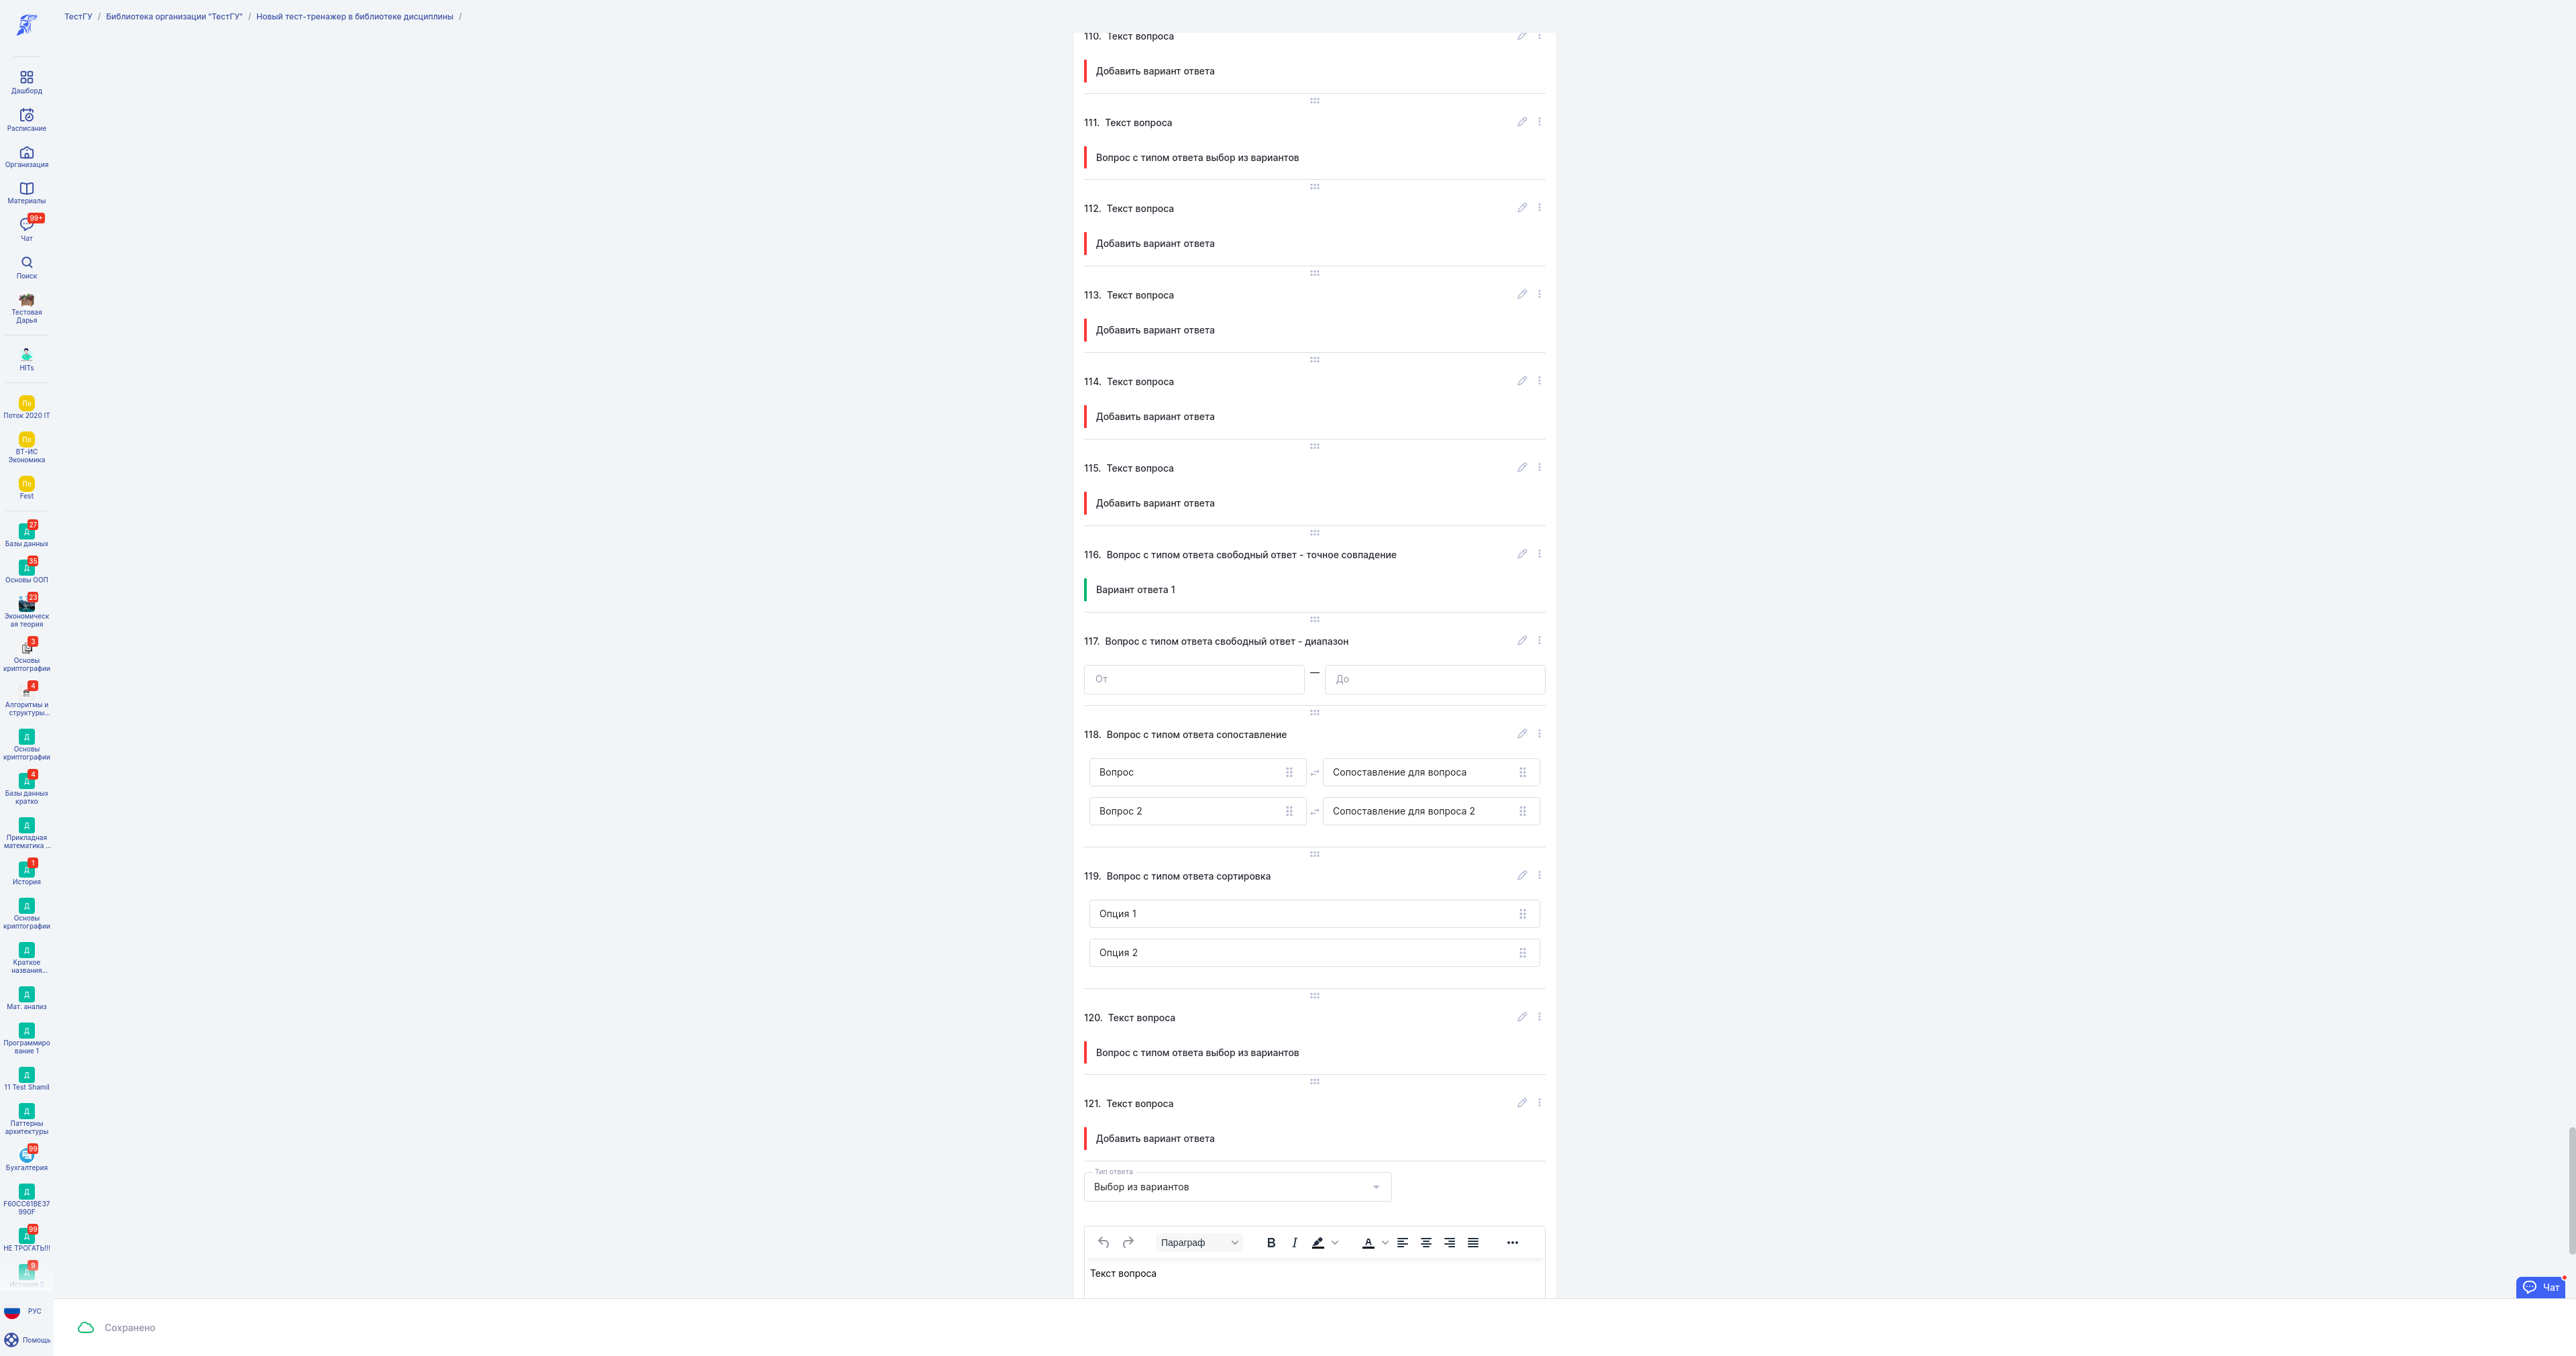 ТестГУ / Библиотека организации "ТестГУ" / Новый тест-тренажер в библиотеке дисциплины /
Дашборд
Расписание
Организация
Материалы
99+
Чат
Поиск
Тестовая
Дарья
HITs
По
Поток 2020 IT
По
ВТ-ИС
Экономика
По
Fest
27
Д
Базы данных
35
Д
Основы ООП
23
Экономическ
ая теория
3
Основы
криптографии
4
Алгоритмы и
структуры...
Д
Основы
криптографии
4
Д
Базы данных
кратко
Д
Прикладная
математика ...
1
Д
История
Д
Основы
криптографии
Д
Краткое
названия...
Д
Мат. анализ
Д
Программиро
вание 1
Д
11 Test Shamil
Д
Паттерны
архитектуры
99
Бухгалтерия
Д
F60CC61BE37
990F
99
Д
НЕ ТРОГАТЬ!!!
9
Д
История 2
РУС
Помощь
110. Текст вопроса
Добавить вариант ответа
111. Текст вопроса
Вопрос с типом ответа выбор из вариантов
112. Текст вопроса
Добавить вариант ответа
113. Текст вопроса
Добавить вариант ответа
114. Текст вопроса
Добавить вариант ответа
115. Текст вопроса
Добавить вариант ответа
116. Вопрос с типом ответа свободный ответ - точное совпадение
Вариант ответа 1
117. Вопрос с типом ответа свободный ответ - диапазон
От — До
118. Вопрос с типом ответа сопоставление
Вопрос Сопоставление для вопроса
Вопрос 2 Сопоставление для вопроса 2
119. Вопрос с типом ответа сортировка
Опция 1
Опция 2
120. Текст вопроса
Вопрос с типом ответа выбор из вариантов
121. Текст вопроса
Добавить вариант ответа
Тип ответа
Выбор из вариантов
Параграф B I A
Текст вопроса
Чат
Сохранено